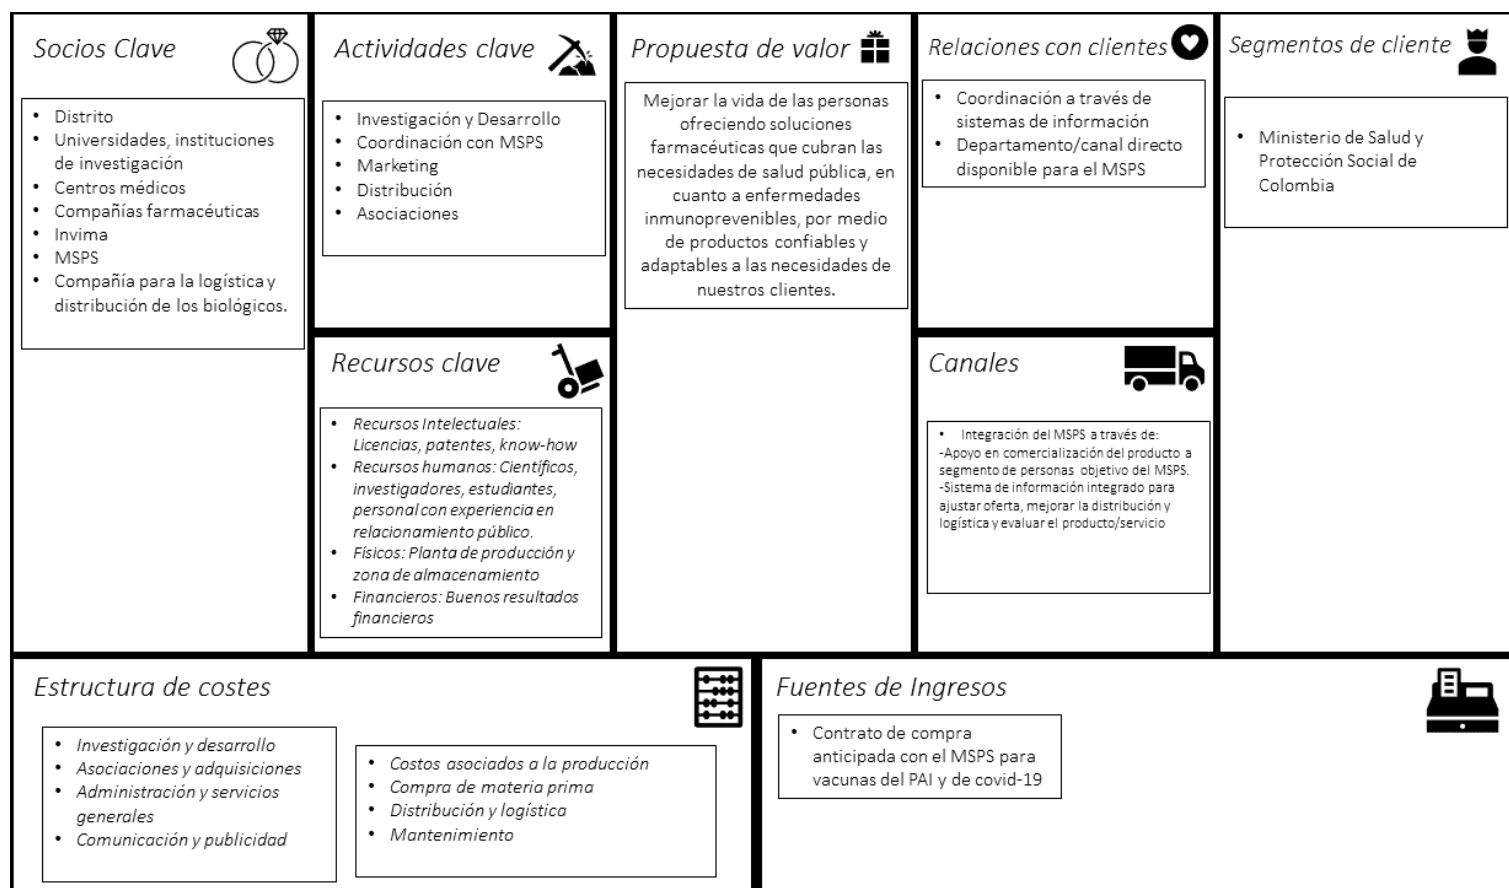 Socios Clave
• Distrito
• Universidades, instituciones
de investigación
• Centros médicos
• Compañías farmacéuticas
• Invima
• MSPS
• Compañía para la logística y
distribución de los biológicos.
Actividades clave
• Investigación y Desarrollo
• Coordinación con MSPS
• Marketing
• Distribución
• Asociaciones
Recursos clave
• Recursos Intelectuales:
Licencias, patentes, know-how
• Recursos humanos: Científicos,
investigadores, estudiantes,
personal con experiencia en
relacionamiento público.
• Físicos: Planta de producción y
zona de almacenamiento
• Financieros: Buenos resultados
financieros
Propuesta de valor
Mejorar la vida de las personas
ofreciendo soluciones
farmacéuticas que cubran las
necesidades de salud pública, en
cuanto a enfermedades
inmunoprevenibles, por medio
de productos confiables y
adaptables a las necesidades de
nuestros clientes.
Relaciones con clientes
• Coordinación a través de
sistemas de información
• Departamento/canal directo
disponible para el MSPS
Canales
• Integración del MSPS a través de:
-Apoyo en comercialización del producto a
segmento de personas objetivo del MSPS.
-Sistema de información integrado para
ajustar oferta, mejorar la distribución y
logística y evaluar el producto/servicio
Segmentos de cliente
• Ministerio de Salud y
Protección Social de
Colombia
Estructura de costes
• Investigación y desarrollo
• Asociaciones y adquisiciones
• Administración y servicios
generales
• Comunicación y publicidad
• Costos asociados a la producción
• Compra de materia prima
• Distribución y logística
• Mantenimiento
Fuentes de Ingresos
• Contrato de compra
anticipada con el MSPS para
vacunas del PAI y de covid-19